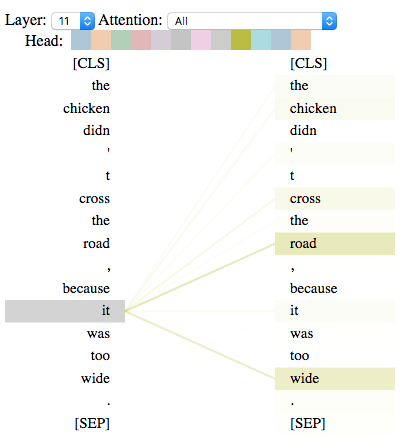 Layer: 11 Attention: All
Head:
[CLS] [CLS]
the the
chicken chicken
didn didn
' '
t t
cross cross
the the
road road
, ,
because because
it it
was was
too too
wide wide
. .
[SEP] [SEP]